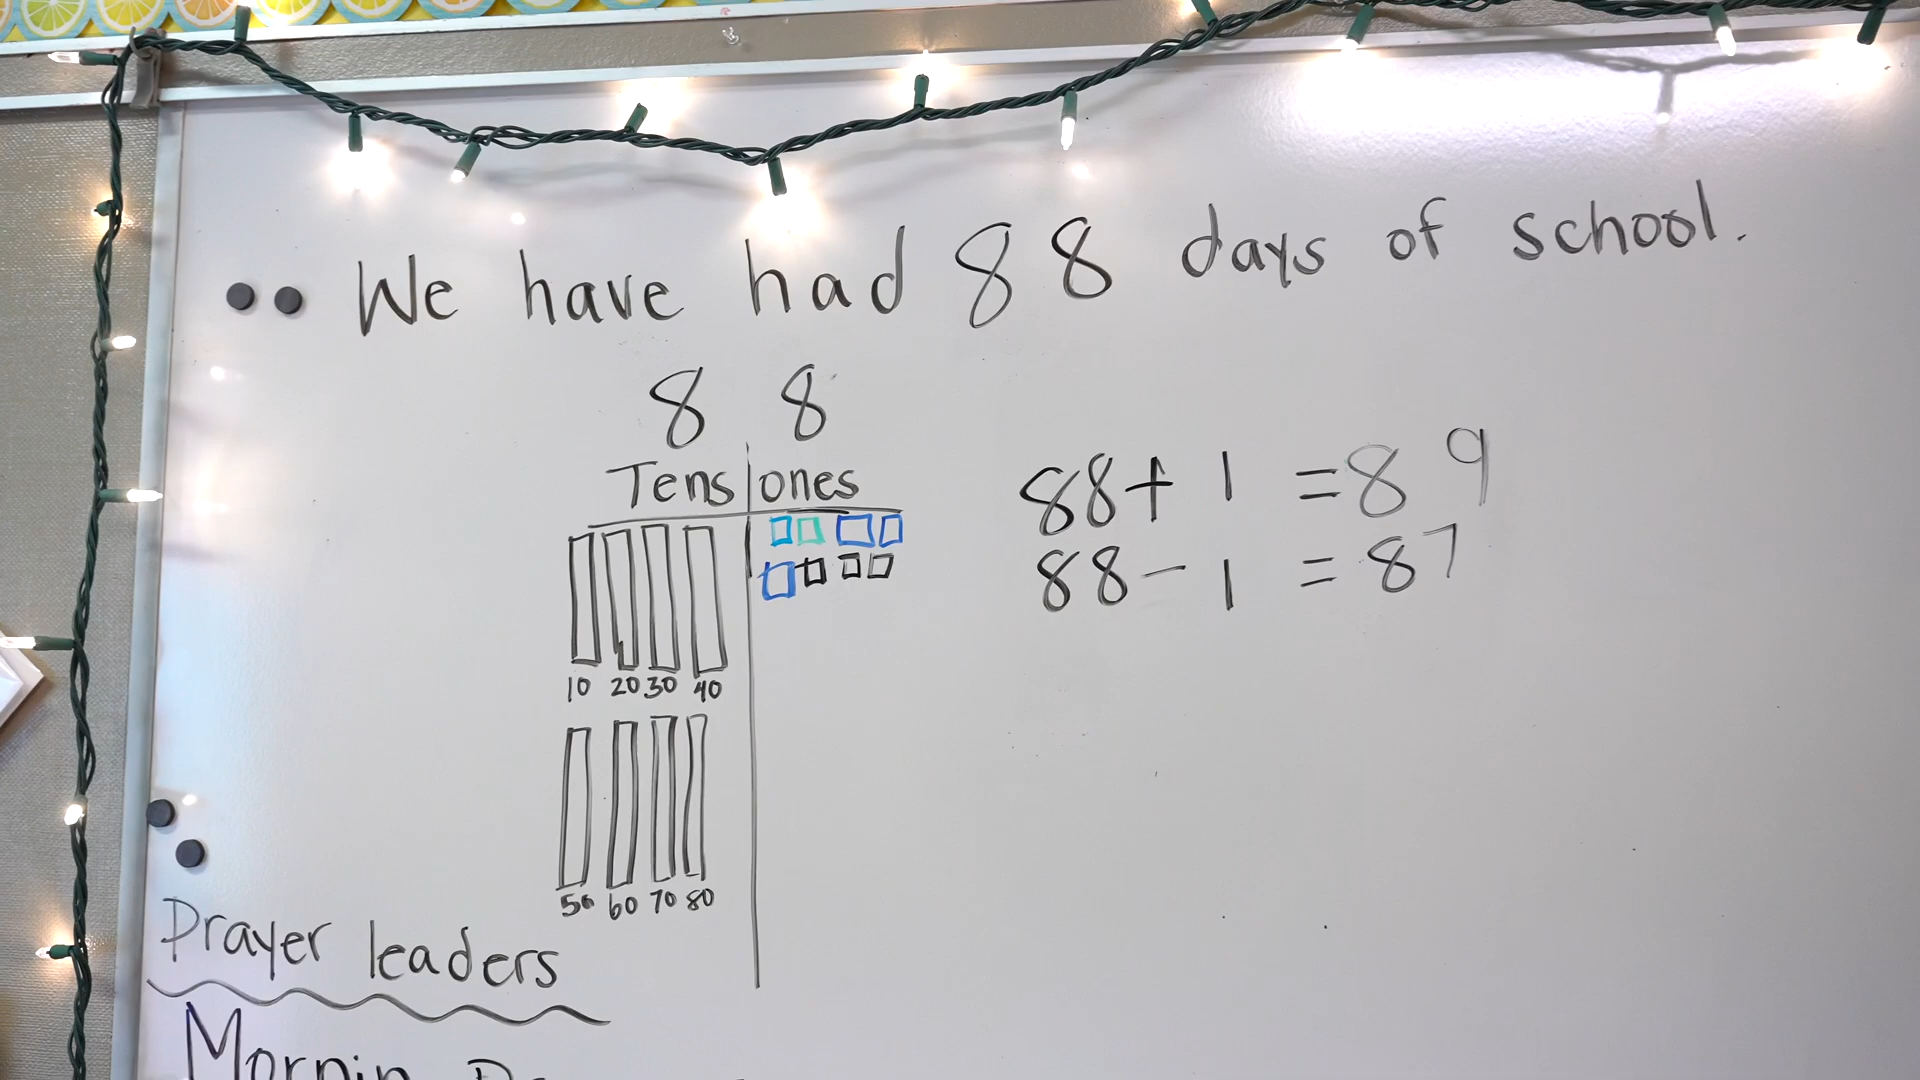 We have had 88 days of school.
8 8
Tens ones
10 20 30 40
50 60 70 80
88+ 1 =89
88- 1 = 87
Prayer leaders